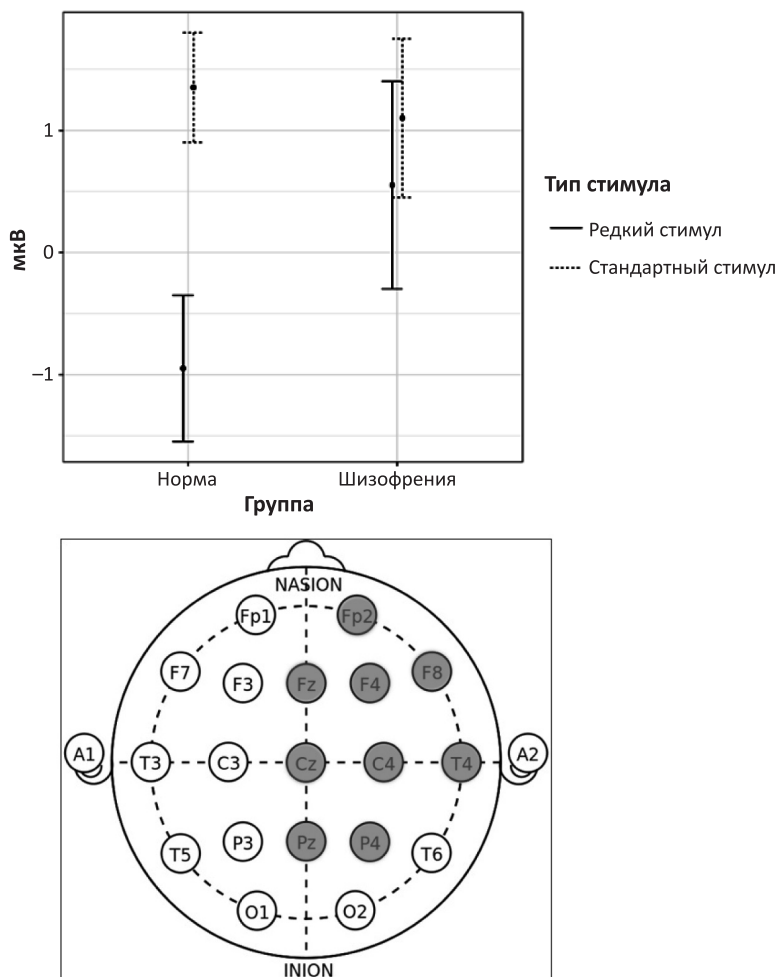 1
0
−1
мкВ
Норма
Шизофрения
Группа
Тип стимула
Редкий стимул
Стандартный стимул
NASION
Fp1
Fp2
F7
F3
Fz
F4
F8
A1
T3
C3
Cz
C4
T4
A2
T5
P3
Pz
P4
T6
O1
O2
INION